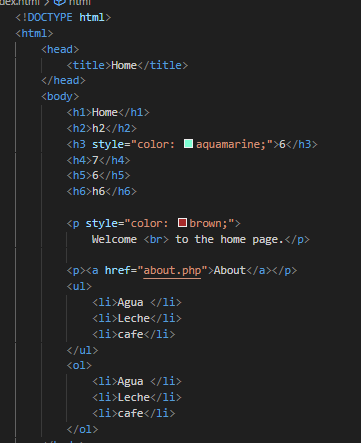 index.html > html
<!DOCTYPE html>
<html>
<head>
<title>Home</title>
</head>
<body>
<h1>Home</h1>
<h2>h2</h2>
<h3 style="color: aquamarine;">6</h3>
<h4>7</h4>
<h5>6</h5>
<h6>h6</h6>
<p style="color: brown;">
Welcome <br> to the home page.</p>
<p><a href="about.php">About</a></p>
<ul>
<li>Agua </li>
<li>Leche</li>
<li>cafe</li>
</ul>
<ol>
<li>Agua </li>
<li>Leche</li>
<li>cafe</li>
</ol>